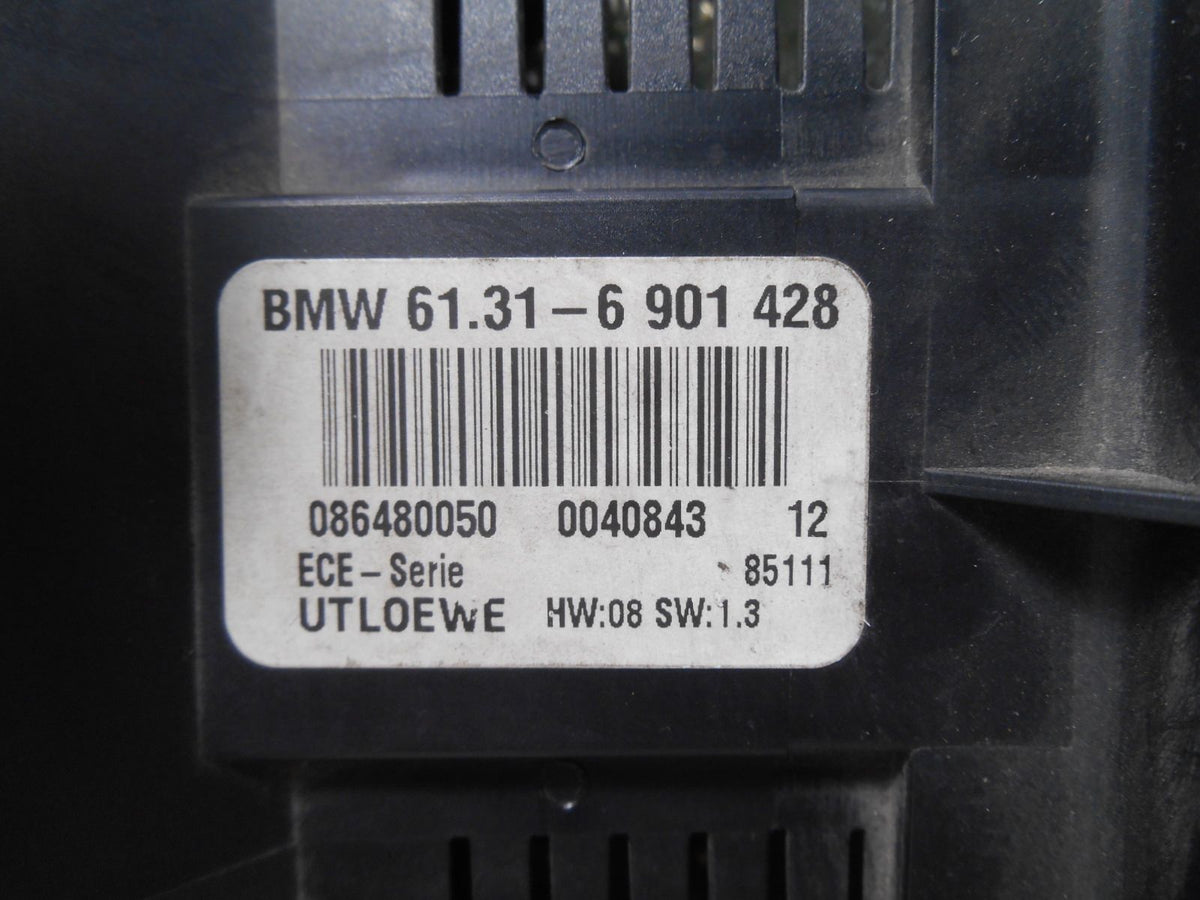 BMW 61.31-6 901 428
086480050 0040843 12
ECE-Serie 85111
UTLOEWE HW:08 SW:1.3